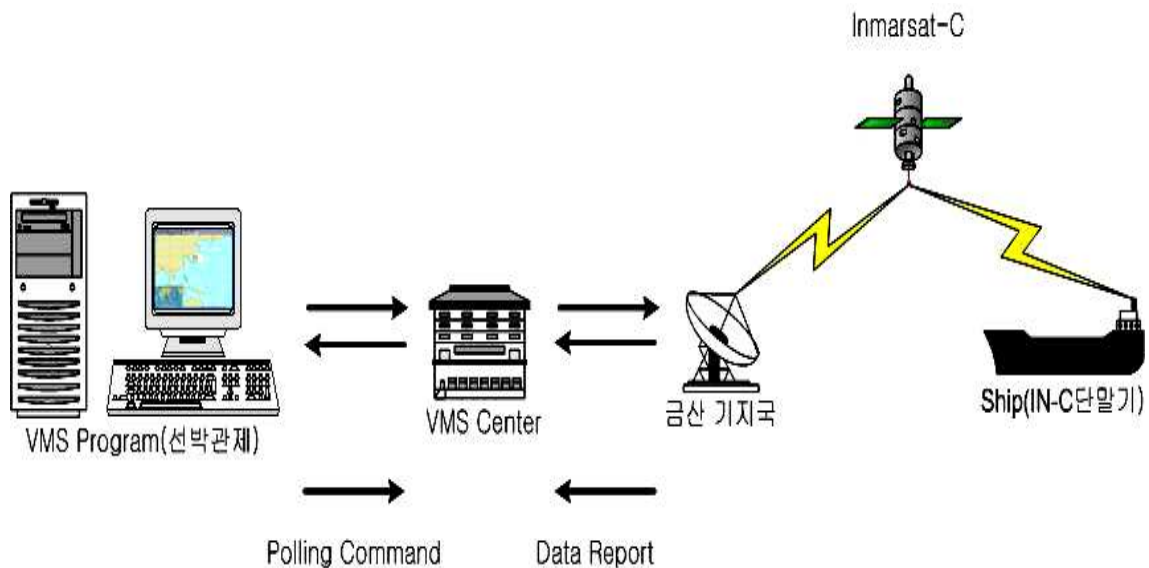 Inmarsat-C
VMS Program(선박관제)
VMS Center
금산 기지국
Ship(IN-C단말기)
Polling Command
Data Report